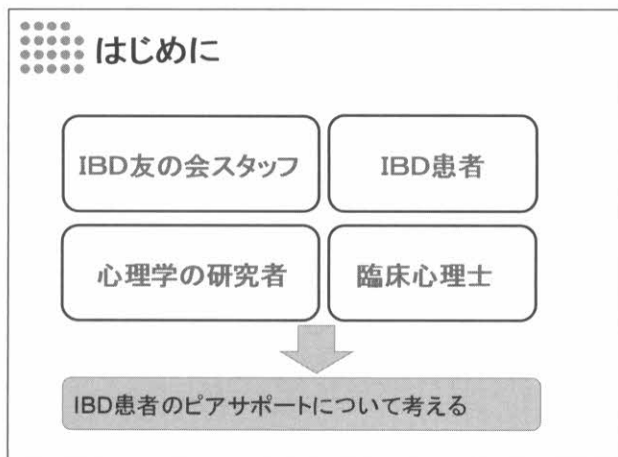 はじめに
IBD友の会スタッフ
IBD患者
心理学の研究者
臨床心理士
IBD患者のピアサポートについて考える